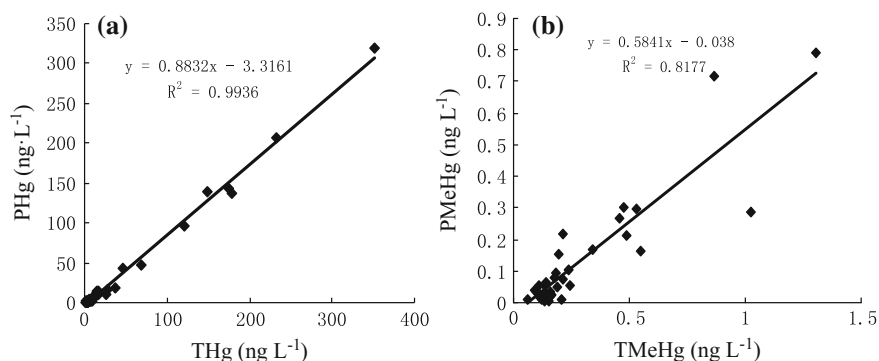 (a)
y = 0.8832x - 3.3161
R² = 0.9936
PHg (ng·L⁻¹)
350
300
250
200
150
100
50
0
0 100 200 300 400
THg (ng L⁻¹)
(b)
y = 0.5841x - 0.038
R² = 0.8177
PMeHg (ng L⁻¹)
0.9
0.8
0.7
0.6
0.5
0.4
0.3
0.2
0.1
0
0 0.5 1 1.5
TMeHg (ng L⁻¹)